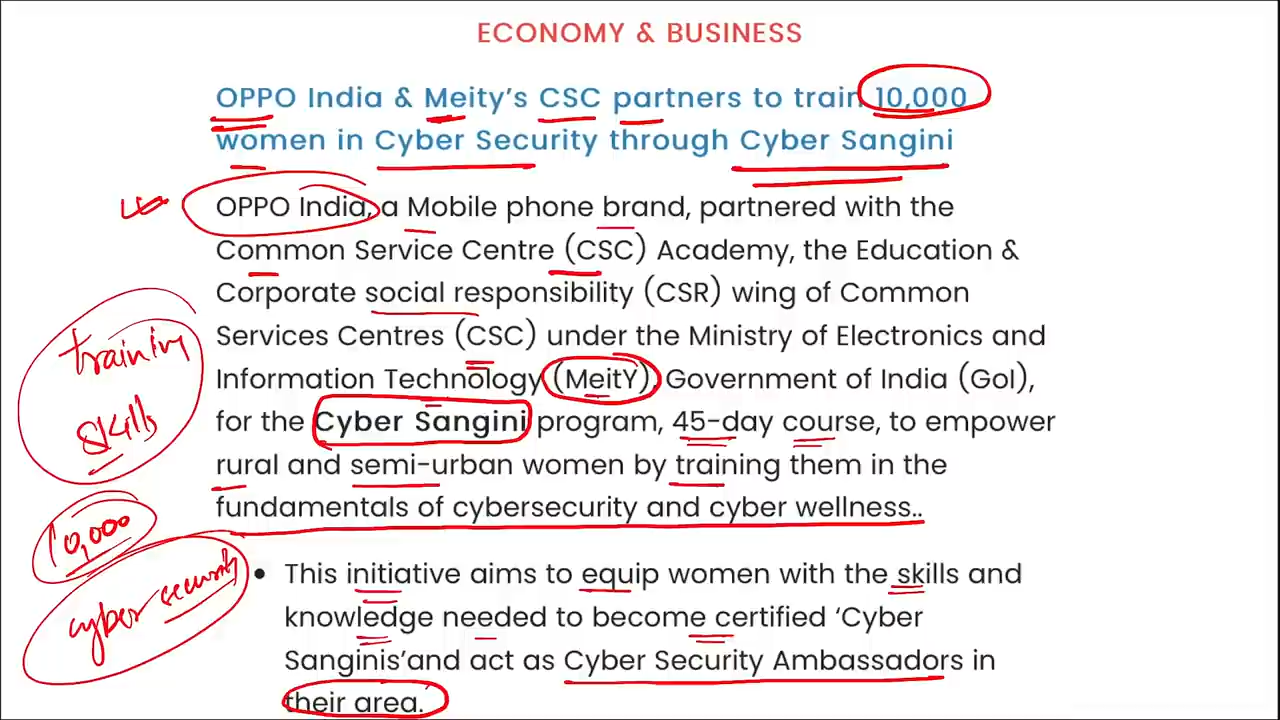 ECONOMY & BUSINESS
OPPO India & Meity's CSC partners to train 10,000
women in Cyber Security through Cyber Sangini
OPPO India, a Mobile phone brand, partnered with the
Common Service Centre (CSC) Academy, the Education &
Corporate social responsibility (CSR) wing of Common
Services Centres (CSC) under the Ministry of Electronics and
Information Technology (MeitY), Government of India (GoI),
for the Cyber Sangini program, 45-day course, to empower
rural and semi-urban women by training them in the
fundamentals of cybersecurity and cyber wellness..
• This initiative aims to equip women with the skills and
knowledge needed to become certified 'Cyber
Sanginis'and act as Cyber Security Ambassadors in
their area.
training
skills
10,000
cyber security